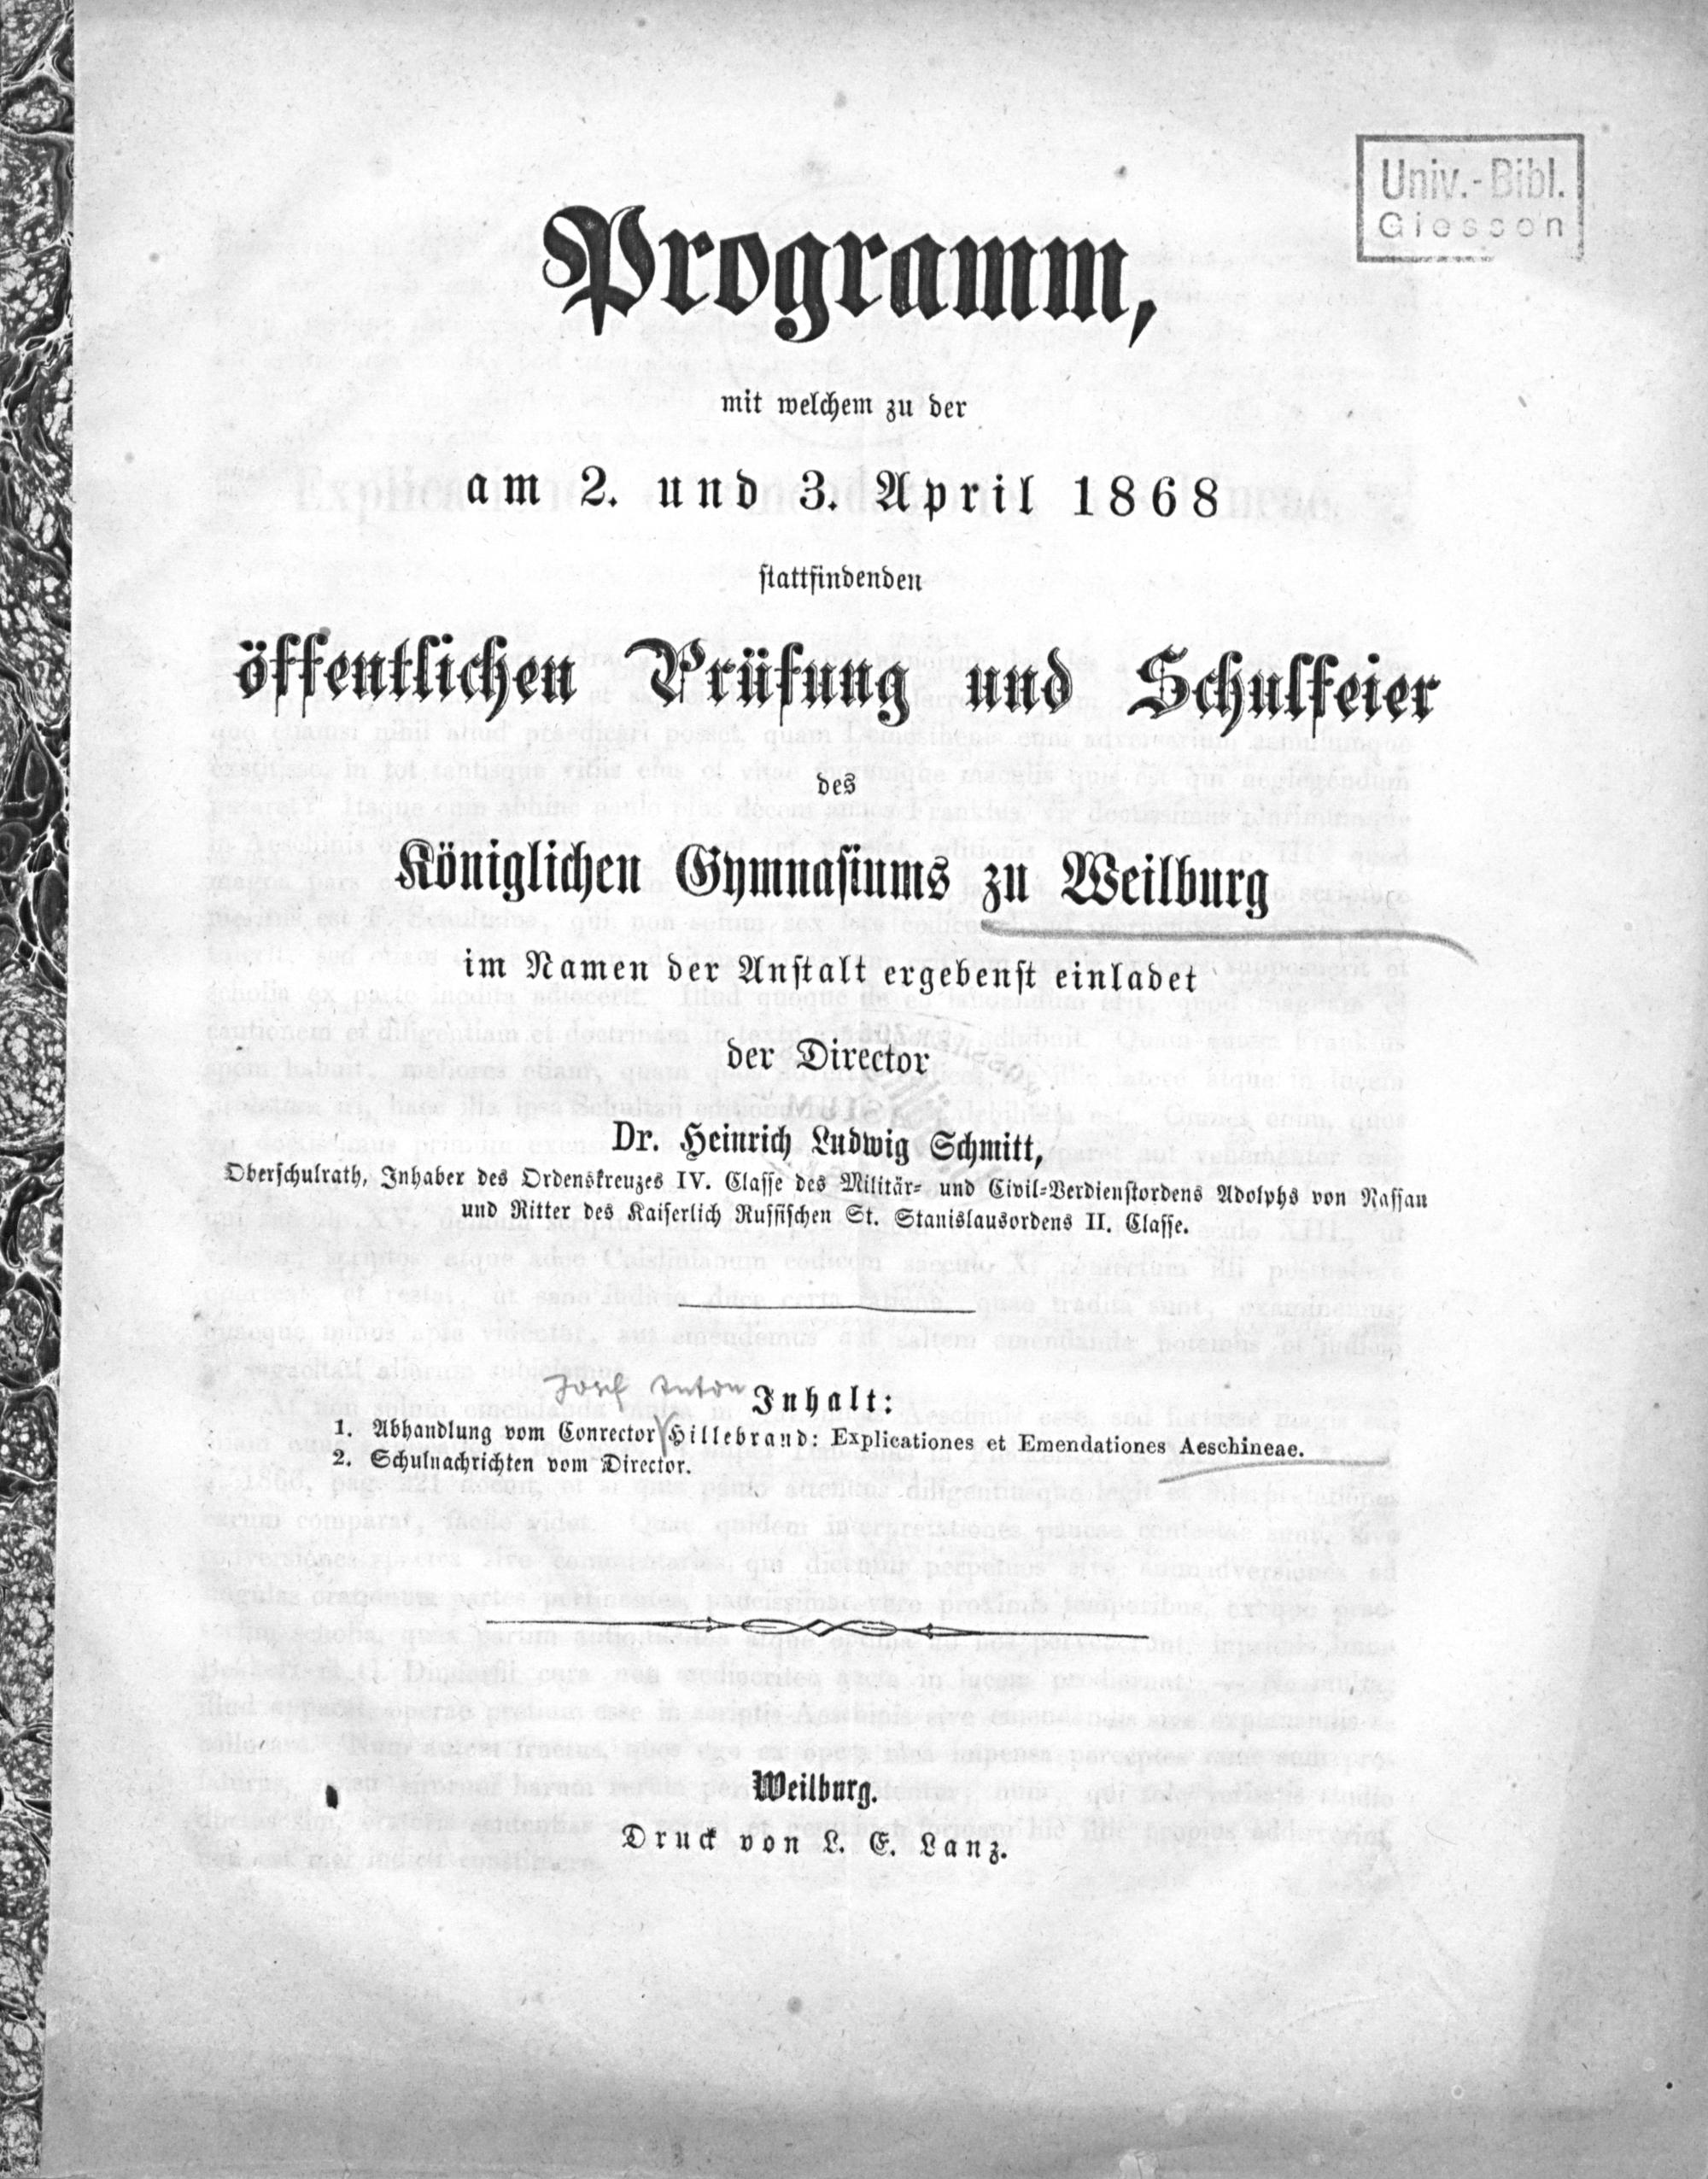 Univ.-Bibl.
Giessen
Programm,
mit welchem zu der
am 2. und 3. April 1868
stattfindenden
öffentlichen Prüfung und Schulfeier
des
Königlichen Gymnasiums zu Weilburg
im Namen der Anstalt ergebenst einladet
der Director
Dr. Heinrich Ludwig Schmitt,
Oberschulrath, Inhaber des Ordenskreuzes IV. Classe des Militär- und Civil-Verdienstordens Adolphs von Nassau
und Ritter des Kaiserlich Russischen St. Stanislausordens II. Classe.
Josef Anton
Inhalt:
1. Abhandlung vom Conrector Hillebrand: Explicationes et Emendationes Aeschineae.
2. Schulnachrichten vom Director.
Weilburg.
Druck von L. E. Lanz.